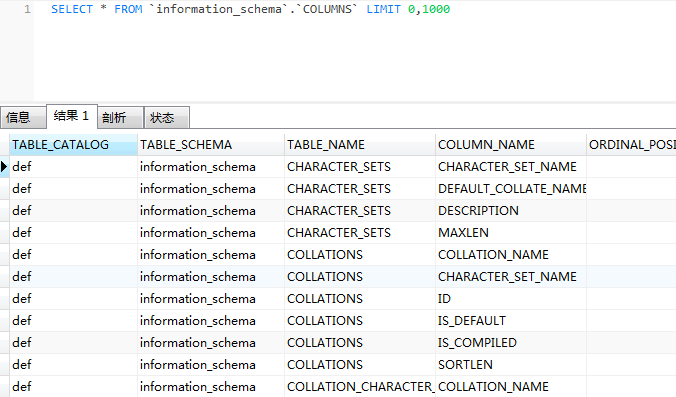 1 SELECT * FROM `information_schema`.`COLUMNS` LIMIT 0,1000
信息 结果 1 剖析 状态
TABLE_CATALOG TABLE_SCHEMA TABLE_NAME COLUMN_NAME ORDINAL_POSI
def information_schema CHARACTER_SETS CHARACTER_SET_NAME
def information_schema CHARACTER_SETS DEFAULT_COLLATE_NAME
def information_schema CHARACTER_SETS DESCRIPTION
def information_schema CHARACTER_SETS MAXLEN
def information_schema COLLATIONS COLLATION_NAME
def information_schema COLLATIONS CHARACTER_SET_NAME
def information_schema COLLATIONS ID
def information_schema COLLATIONS IS_DEFAULT
def information_schema COLLATIONS IS_COMPILED
def information_schema COLLATIONS SORTLEN
def information_schema COLLATION_CHARACTER_ COLLATION_NAME